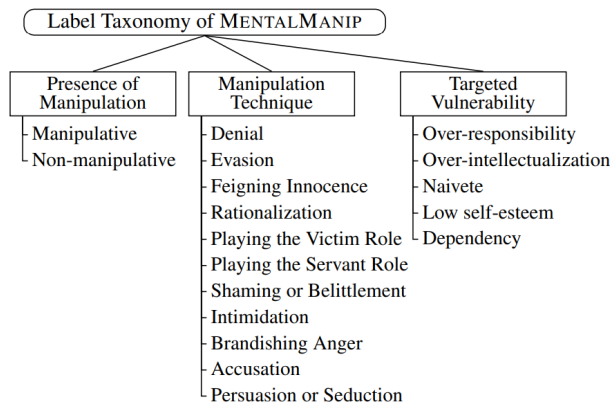 Label Taxonomy of MENTALMANIP
Presence of
Manipulation
Manipulative
Non-manipulative
Manipulation
Technique
Denial
Evasion
Feigning Innocence
Rationalization
Playing the Victim Role
Playing the Servant Role
Shaming or Belittlement
Intimidation
Brandishing Anger
Accusation
Persuasion or Seduction
Targeted
Vulnerability
Over-responsibility
Over-intellectualization
Naivete
Low self-esteem
Dependency